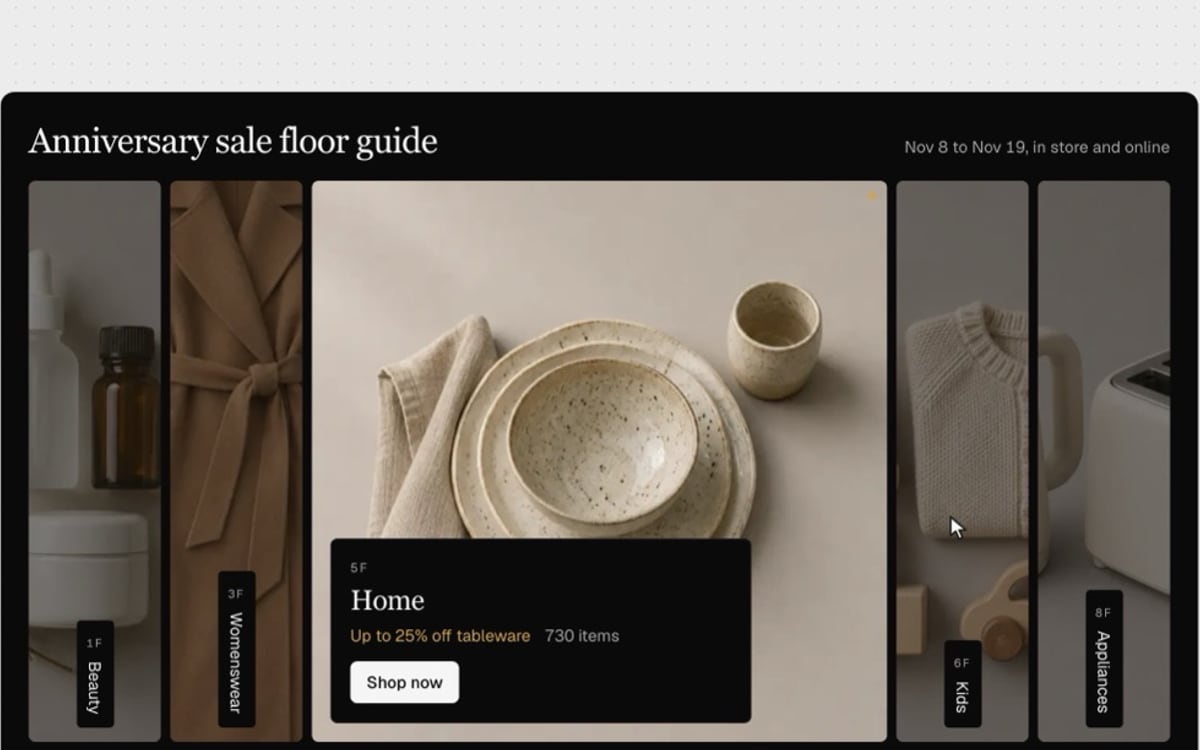 Anniversary sale floor guide
Nov 8 to Nov 19, in store and online
1F
Beauty
3F
Womenswear
5F
Home
Up to 25% off tableware 730 items
Shop now
6F
Kids
8F
Appliances